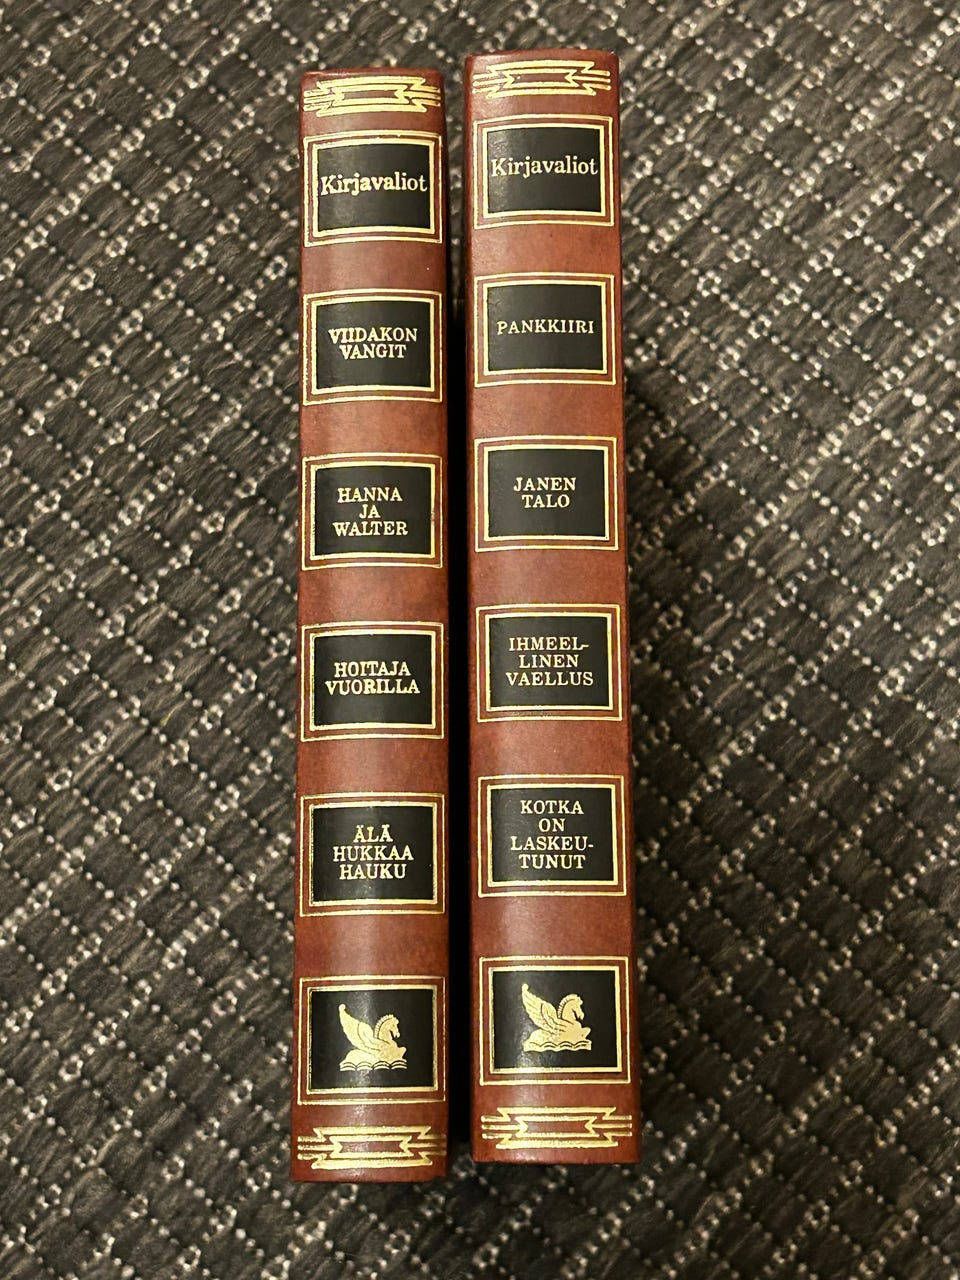 Kirjavaliot
VIIDAKON
VANGIT
HANNA
JA
WALTER
HOITAJA
VUORILLA
ÄLÄ
HUKKAA
HAUKU
Kirjavaliot
PANKKIIRI
JANEN
TALO
IHMEEL-
LINEN
VAELLUS
KOTKA
ON
LASKEU-
TUNUT